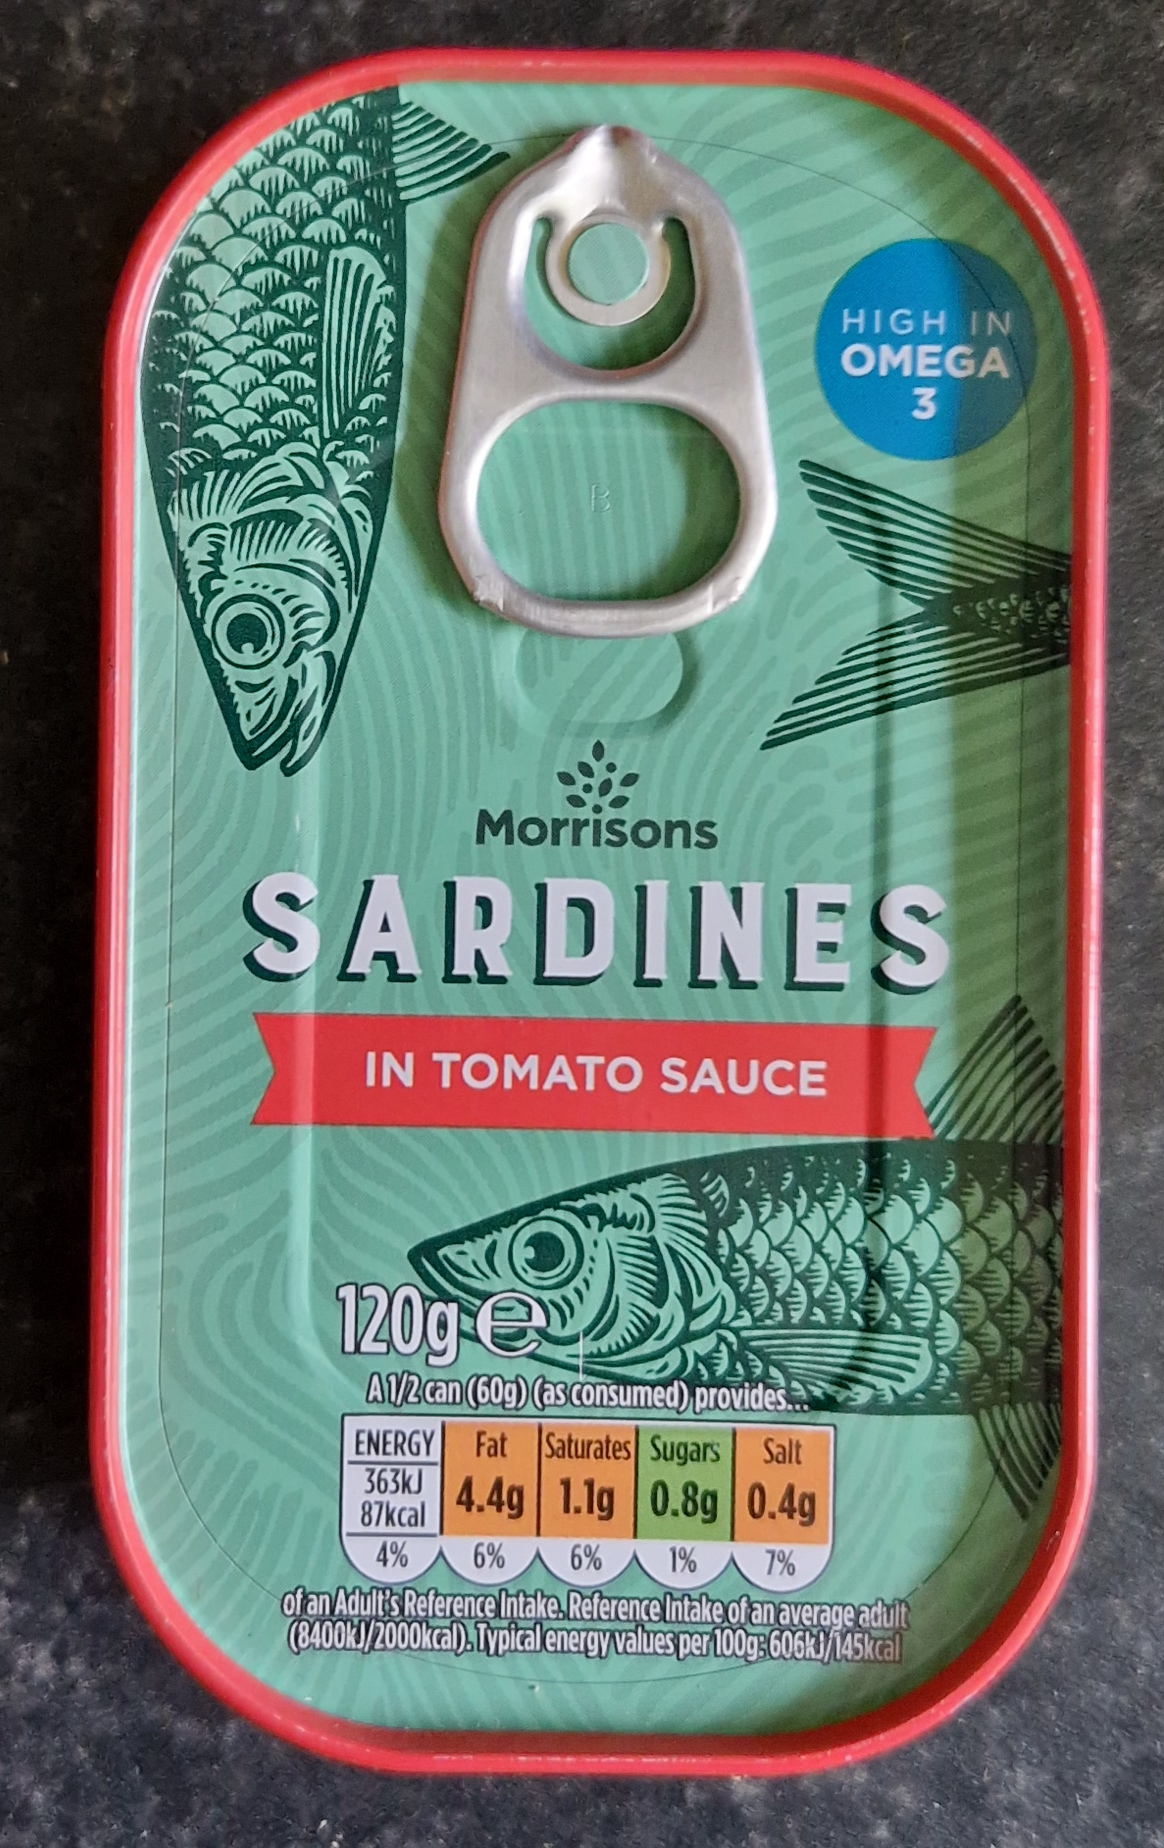 B
HIGH IN
OMEGA
3
Morrisons
SARDINES
IN TOMATO SAUCE
120g ℮
A 1/2 can (60g) (as consumed) provides...
ENERGY Fat Saturates Sugars Salt
363kJ
87kcal 4.4g 1.1g 0.8g 0.4g
4% 6% 6% 1% 7%
of an Adult's Reference Intake. Reference Intake of an average adult
(8400kJ/2000kcal). Typical energy values per 100g: 606kJ/145kcal